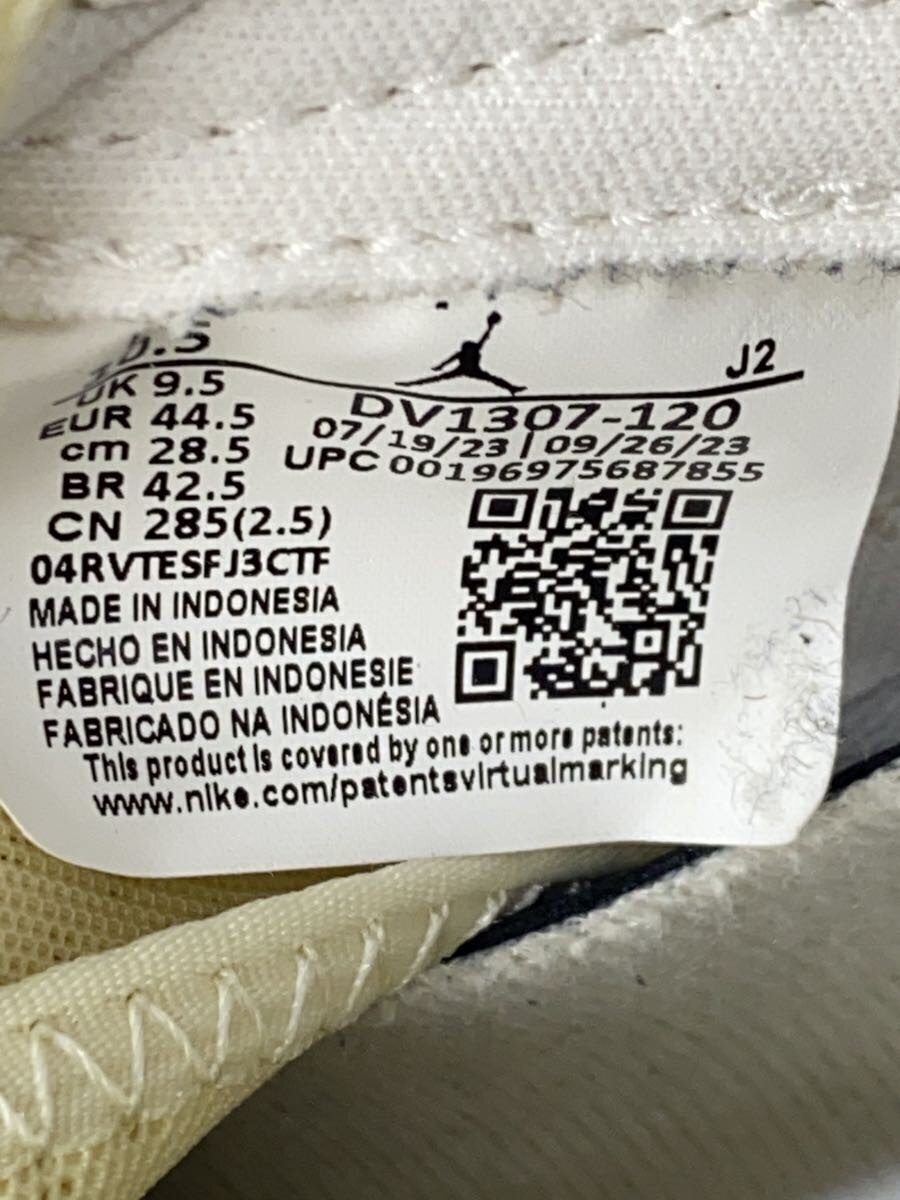 UK 9.5
EUR 44.5
cm 28.5
BR 42.5
CN 285(2.5)
04RVTESFJ3CTF
MADE IN INDONESIA
HECHO EN INDONESIA
FABRIQUE EN INDONESIE
FABRICADO NA INDONÉSIA
J2
DV1307-120
07/19/23 | 09/26/23
UPC 00196975687855
This product is covered by one or more patents:
www.nike.com/patentsvirtualmarking